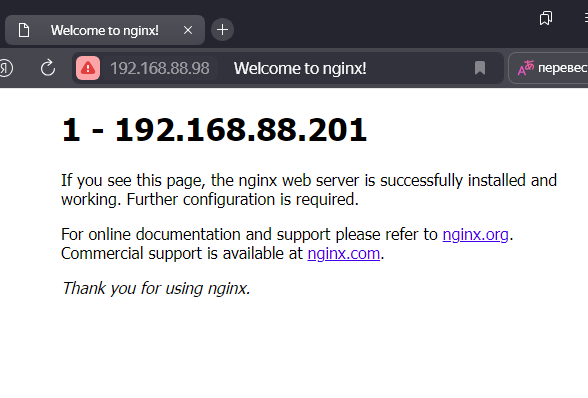 Welcome to nginx!
Я
192.168.88.98 Welcome to nginx!
перевес
1 - 192.168.88.201
If you see this page, the nginx web server is successfully installed and
working. Further configuration is required.
For online documentation and support please refer to nginx.org.
Commercial support is available at nginx.com.
Thank you for using nginx.